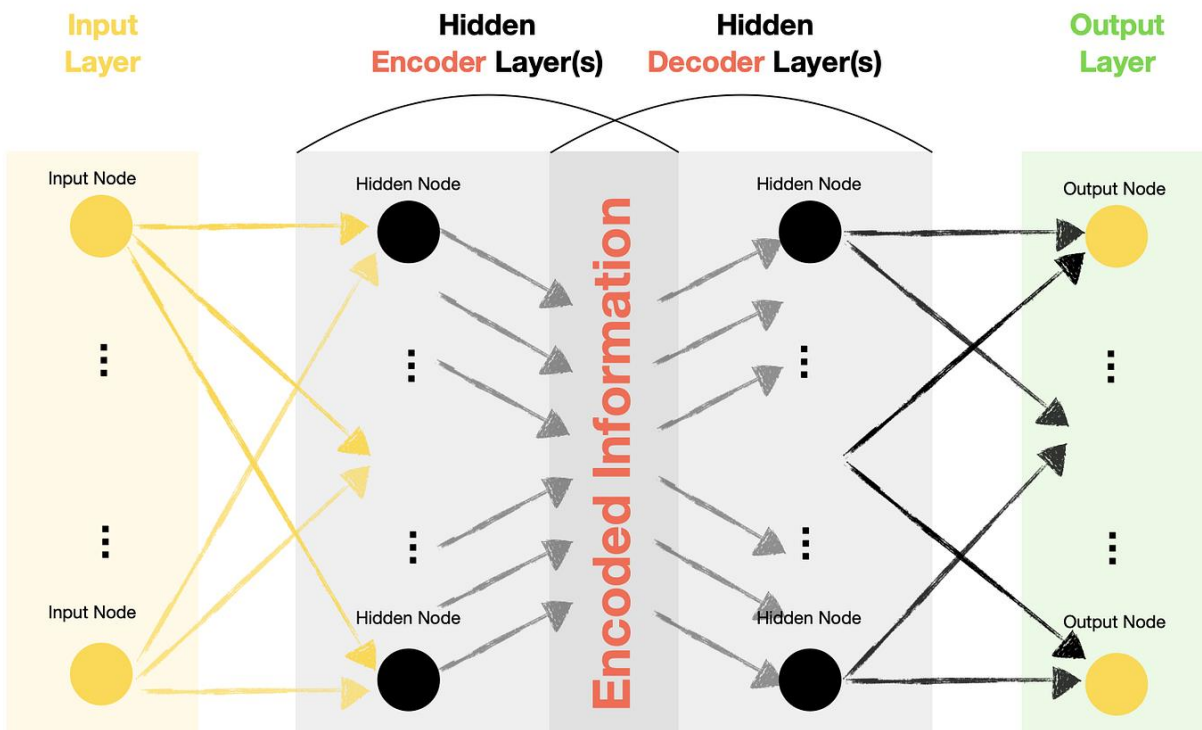 Input
Layer
Hidden
Encoder Layer(s)
Hidden
Decoder Layer(s)
Output
Layer
Input Node
Hidden Node
Hidden Node
Output Node
Encoded Information
Input Node
Hidden Node
Hidden Node
Output Node